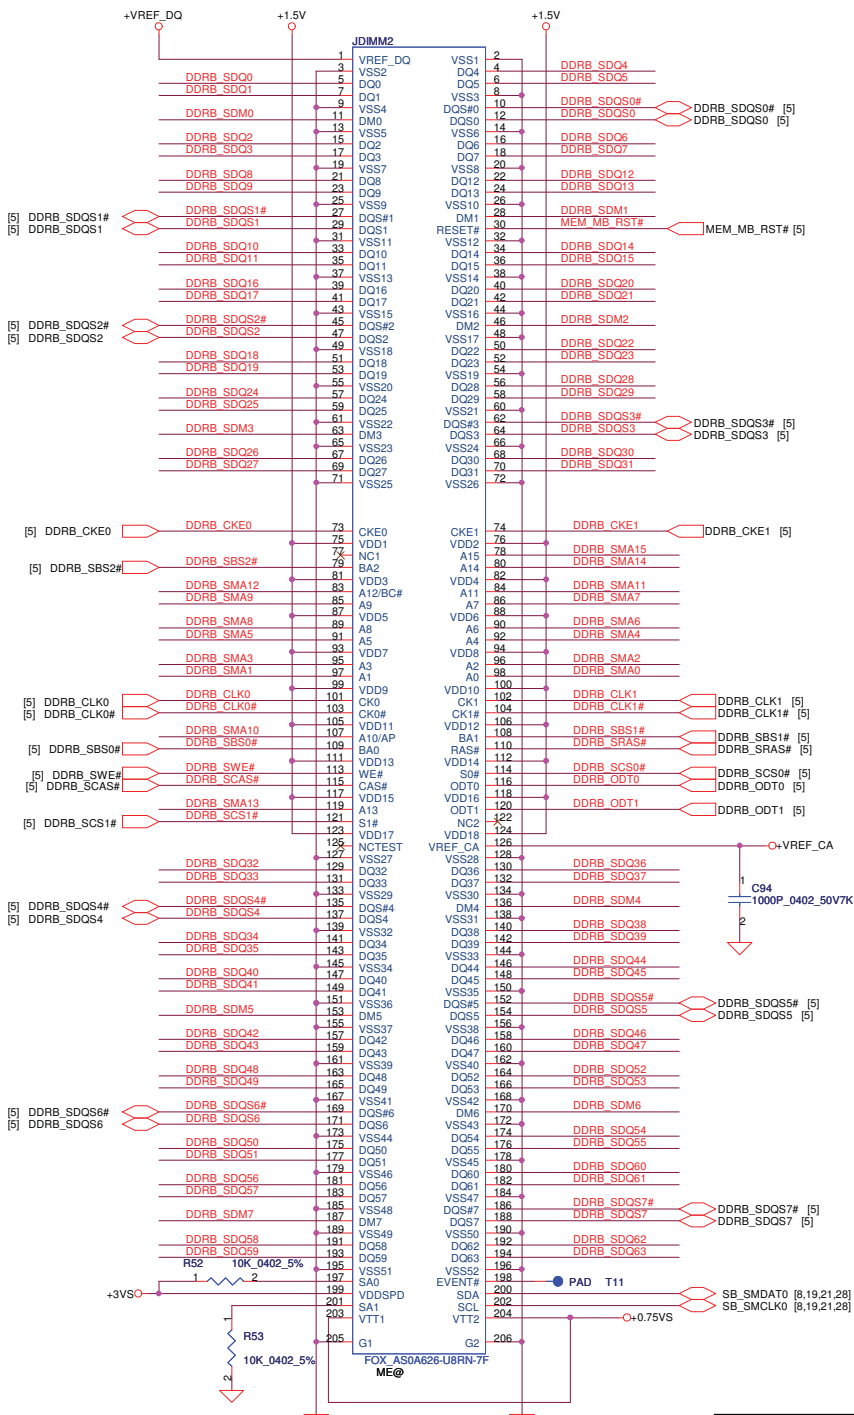 +VREF_DQ +1.5V +1.5V
JDIMM2
1 VREF_DQ VSS1 2
3 VSS2 DQ4 4 DDRB_SDQ4
DDRB_SDQ0 5 DQ0 DQ5 6 DDRB_SDQ5
DDRB_SDQ1 7 DQ1 VSS3 8
9 VSS4 DQS#0 10 DDRB_SDQS0# DDRB_SDQS0# [5]
DDRB_SDM0 11 DM0 DQS0 12 DDRB_SDQS0 DDRB_SDQS0 [5]
13 VSS5 VSS6 14
DDRB_SDQ2 15 DQ2 DQ6 16 DDRB_SDQ6
DDRB_SDQ3 17 DQ3 DQ7 18 DDRB_SDQ7
19 VSS7 VSS8 20
DDRB_SDQ8 21 DQ8 DQ12 22 DDRB_SDQ12
DDRB_SDQ9 23 DQ9 DQ13 24 DDRB_SDQ13
25 VSS9 VSS10 26
[5] DDRB_SDQS1# DDRB_SDQS1# 27 DQS#1 DM1 28 DDRB_SDM1
[5] DDRB_SDQS1 DDRB_SDQS1 29 DQS1 RESET# 30 MEM_MB_RST# MEM_MB_RST# [5]
31 VSS11 VSS12 32
DDRB_SDQ10 33 DQ10 DQ14 34 DDRB_SDQ14
DDRB_SDQ11 35 DQ11 DQ15 36 DDRB_SDQ15
37 VSS13 VSS14 38
DDRB_SDQ16 39 DQ16 DQ20 40 DDRB_SDQ20
DDRB_SDQ17 41 DQ17 DQ21 42 DDRB_SDQ21
43 VSS15 VSS16 44
[5] DDRB_SDQS2# DDRB_SDQS2# 45 DQS#2 DM2 46 DDRB_SDM2
[5] DDRB_SDQS2 DDRB_SDQS2 47 DQS2 VSS17 48
49 VSS18 DQ22 50 DDRB_SDQ22
DDRB_SDQ18 51 DQ18 DQ23 52 DDRB_SDQ23
DDRB_SDQ19 53 DQ19 VSS19 54
55 VSS20 DQ28 56 DDRB_SDQ28
DDRB_SDQ24 57 DQ24 DQ29 58 DDRB_SDQ29
DDRB_SDQ25 59 DQ25 VSS21 60
61 VSS22 DQS#3 62 DDRB_SDQS3# DDRB_SDQS3# [5]
DDRB_SDM3 63 DM3 DQS3 64 DDRB_SDQS3 DDRB_SDQS3 [5]
65 VSS23 VSS24 66
DDRB_SDQ26 67 DQ26 DQ30 68 DDRB_SDQ30
DDRB_SDQ27 69 DQ27 DQ31 70 DDRB_SDQ31
71 VSS25 VSS26 72
[5] DDRB_CKE0 DDRB_CKE0 73 CKE0 CKE1 74 DDRB_CKE1 DDRB_CKE1 [5]
75 VDD1 VDD2 76
77 NC1 A15 78 DDRB_SMA15
[5] DDRB_SBS2# DDRB_SBS2# 79 BA2 A14 80 DDRB_SMA14
81 VDD3 VDD4 82
DDRB_SMA12 83 A12/BC# A11 84 DDRB_SMA11
DDRB_SMA9 85 A9 A7 86 DDRB_SMA7
87 VDD5 VDD6 88
DDRB_SMA8 89 A8 A6 90 DDRB_SMA6
DDRB_SMA5 91 A5 A4 92 DDRB_SMA4
93 VDD7 VDD8 94
DDRB_SMA3 95 A3 A2 96 DDRB_SMA2
DDRB_SMA1 97 A1 A0 98 DDRB_SMA0
99 VDD9 VDD10 100
[5] DDRB_CLK0 DDRB_CLK0 101 CK0 CK1 102 DDRB_CLK1 DDRB_CLK1 [5]
[5] DDRB_CLK0# DDRB_CLK0# 103 CK0# CK1# 104 DDRB_CLK1# DDRB_CLK1# [5]
105 VDD11 VDD12 106
DDRB_SMA10 107 A10/AP BA1 108 DDRB_SBS1# DDRB_SBS1# [5]
[5] DDRB_SBS0# DDRB_SBS0# 109 BA0 RAS# 110 DDRB_SRAS# DDRB_SRAS# [5]
111 VDD13 VDD14 112
[5] DDRB_SWE# DDRB_SWE# 113 WE# S0# 114 DDRB_SCS0# DDRB_SCS0# [5]
[5] DDRB_SCAS# DDRB_SCAS# 115 CAS# ODT0 116 DDRB_ODT0 DDRB_ODT0 [5]
117 VDD15 VDD16 118
DDRB_SMA13 119 A13 ODT1 120 DDRB_ODT1 DDRB_ODT1 [5]
[5] DDRB_SCS1# DDRB_SCS1# 121 S1# NC2 122
123 VDD17 VDD18 124
125 NCTEST VREF_CA 126 +VREF_CA
127 VSS27 VSS28 128
DDRB_SDQ32 129 DQ32 DQ36 130 DDRB_SDQ36
DDRB_SDQ33 131 DQ33 DQ37 132 DDRB_SDQ37
1 C94
1000P_0402_50V7K
2
133 VSS29 VSS30 134
[5] DDRB_SDQS4# DDRB_SDQS4# 135 DQS#4 DM4 136 DDRB_SDM4
[5] DDRB_SDQS4 DDRB_SDQS4 137 DQS4 VSS31 138
139 VSS32 DQ38 140 DDRB_SDQ38
DDRB_SDQ34 141 DQ34 DQ39 142 DDRB_SDQ39
DDRB_SDQ35 143 DQ35 VSS33 144
145 VSS34 DQ44 146 DDRB_SDQ44
DDRB_SDQ40 147 DQ40 DQ45 148 DDRB_SDQ45
DDRB_SDQ41 149 DQ41 VSS35 150
151 VSS36 DQS#5 152 DDRB_SDQS5# DDRB_SDQS5# [5]
DDRB_SDM5 153 DM5 DQS5 154 DDRB_SDQS5 DDRB_SDQS5 [5]
155 VSS37 VSS38 156
DDRB_SDQ42 157 DQ42 DQ46 158 DDRB_SDQ46
DDRB_SDQ43 159 DQ43 DQ47 160 DDRB_SDQ47
161 VSS39 VSS40 162
DDRB_SDQ48 163 DQ48 DQ52 164 DDRB_SDQ52
DDRB_SDQ49 165 DQ49 DQ53 166 DDRB_SDQ53
167 VSS41 VSS42 168
[5] DDRB_SDQS6# DDRB_SDQS6# 169 DQS#6 DM6 170 DDRB_SDM6
[5] DDRB_SDQS6 DDRB_SDQS6 171 DQS6 VSS43 172
173 VSS44 DQ54 174 DDRB_SDQ54
DDRB_SDQ50 175 DQ50 DQ55 176 DDRB_SDQ55
DDRB_SDQ51 177 DQ51 VSS45 178
179 VSS46 DQ60 180 DDRB_SDQ60
DDRB_SDQ56 181 DQ56 DQ61 182 DDRB_SDQ61
DDRB_SDQ57 183 DQ57 VSS47 184
185 VSS48 DQS#7 186 DDRB_SDQS7# DDRB_SDQS7# [5]
DDRB_SDM7 187 DM7 DQS7 188 DDRB_SDQS7 DDRB_SDQS7 [5]
189 VSS49 VSS50 190
DDRB_SDQ58 191 DQ58 DQ62 192 DDRB_SDQ62
DDRB_SDQ59 193 DQ59 DQ63 194 DDRB_SDQ63
R52 10K_0402_5% 195 VSS51 VSS52 196
1 2 197 SA0 EVENT# 198 PAD T11
+3VS 199 VDDSPD SDA 200 SB_SMDAT0 [8,19,21,28]
201 SA1 SCL 202 SB_SMCLK0 [8,19,21,28]
203 VTT1 VTT2 204 +0.75VS
1
R53
205 G1 G2 206
10K_0402_5%
2
FOX_AS0A626-U8RN-7F
ME@